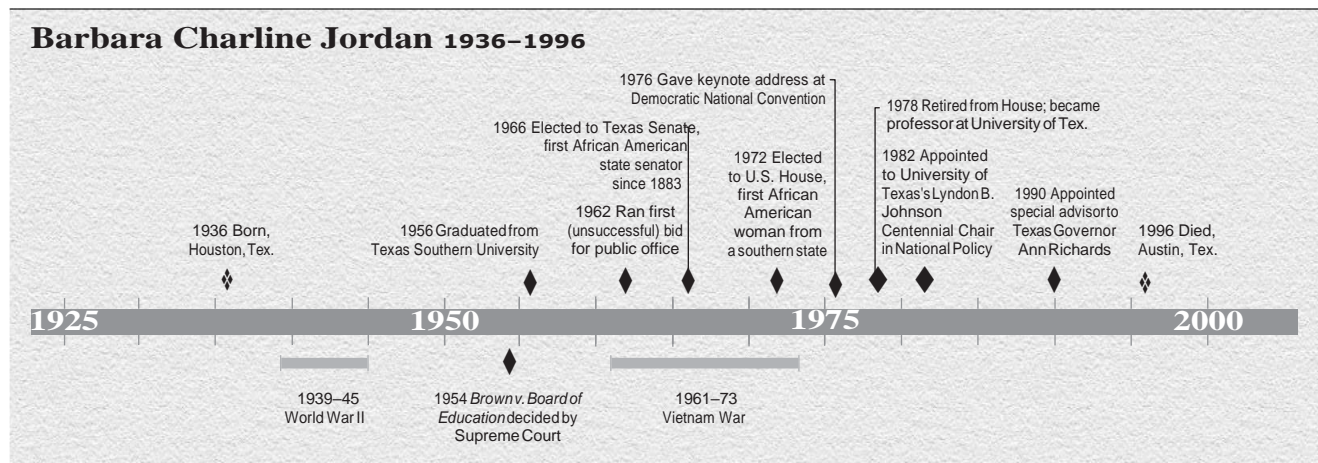 Barbara Charline Jordan 1936–1996
1976 Gave keynote address at
Democratic National Convention
1978 Retired from House; became
professor at University of Tex.
1966 Elected to Texas Senate,
first African American
state senator
since 1883
1972 Elected
to U.S. House,
first African
American
woman from
a southern state
1982 Appointed
to University of
Texas's Lyndon B.
Johnson
Centennial Chair
in National Policy
1990 Appointed
special advisor to
Texas Governor
Ann Richards
1936 Born,
Houston, Tex.
1956 Graduated from
Texas Southern University
1962 Ran first
(unsuccessful) bid
for public office
1996 Died,
Austin, Tex.
1925
1950
1975
2000
1939–45
World War II
1954 Brown v. Board of
Education decided by
Supreme Court
1961–73
Vietnam War